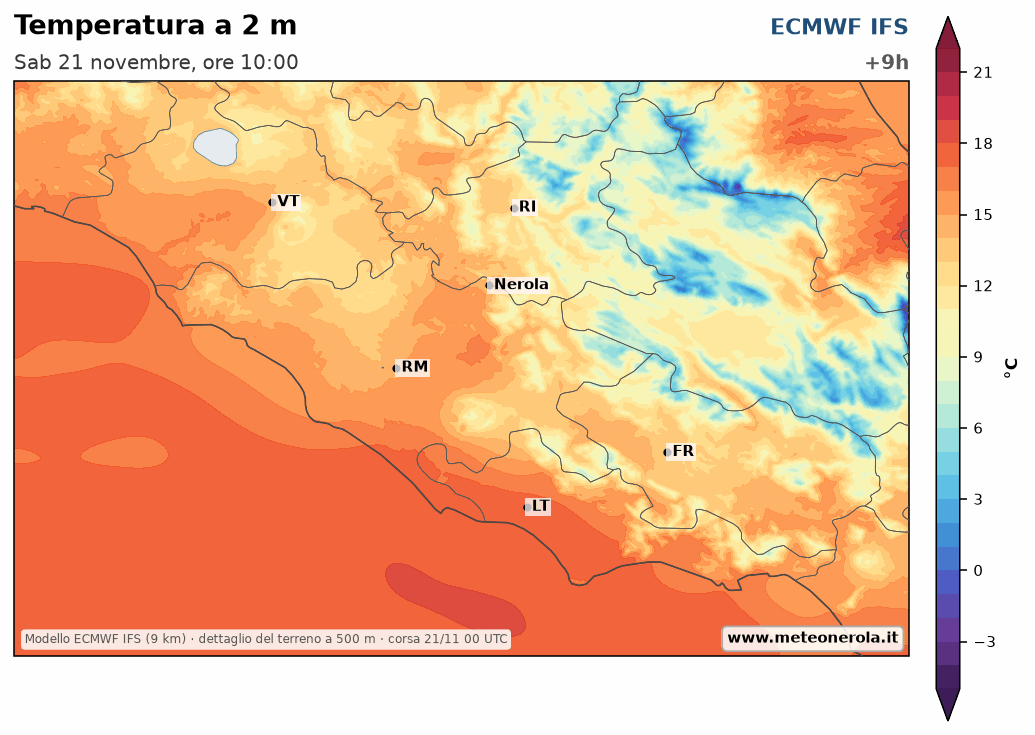 Temperatura a 2 m
ECMWF IFS
Sab 21 novembre, ore 10:00
+9h
21
18
15
12
9
6
3
0
−3
°C
VT
RI
Nerola
RM
FR
LT
Modello ECMWF IFS (9 km) · dettaglio del terreno a 500 m · corsa 21/11 00 UTC
www.meteonerola.it